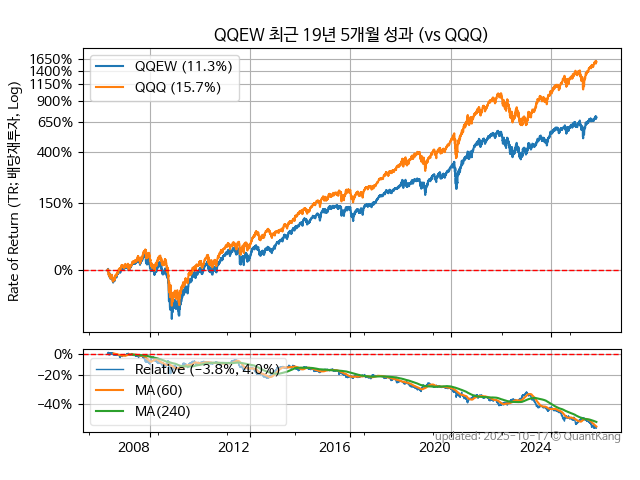 QQEW 최근 19년 5개월 성과 (vs QQQ)
Rate of Return (TR; 배당재투자, Log)
1650%
1400%
1150%
900%
650%
400%
150%
0%
QQEW (11.3%)
QQQ (15.7%)
0%
-20%
-40%
Relative (-3.8%, 4.0%)
MA(60)
MA(240)
2008 2012 2016 2020 2024
updated: 2025-10-17 © QuantKang